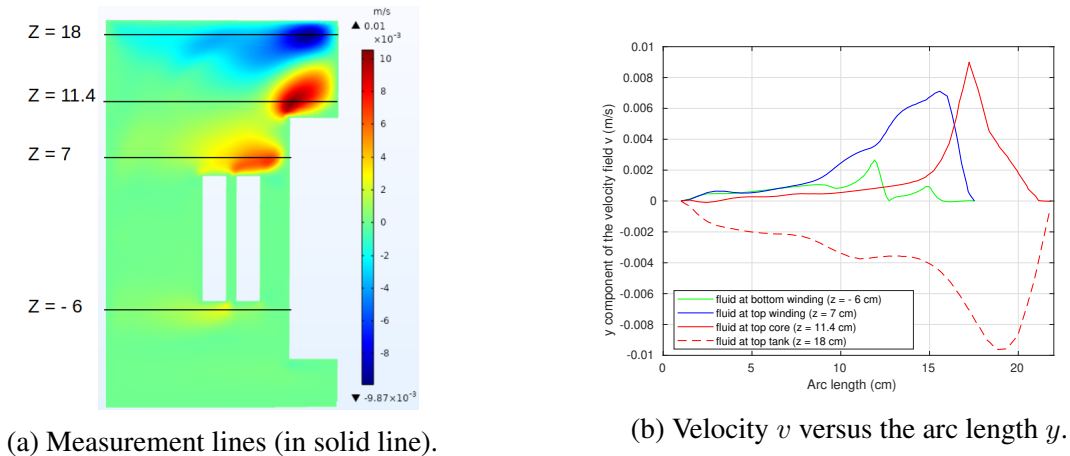 m/s
▲ 0.01
×10⁻³
Z = 18
Z = 11.4
Z = 7
Z = - 6
10
8
6
4
2
0
-2
-4
-6
-8
▼ -9.87×10⁻³
(a) Measurement lines (in solid line).
y component of the velocity field v (m/s)
0.01
0.008
0.006
0.004
0.002
0
-0.002
-0.004
-0.006
-0.008
-0.01
fluid at bottom winding (z = - 6 cm)
fluid at top winding (z = 7 cm)
fluid at top core (z = 11.4 cm)
fluid at top tank (z = 18 cm)
0 5 10 15 20
Arc length (cm)
(b) Velocity v versus the arc length y.